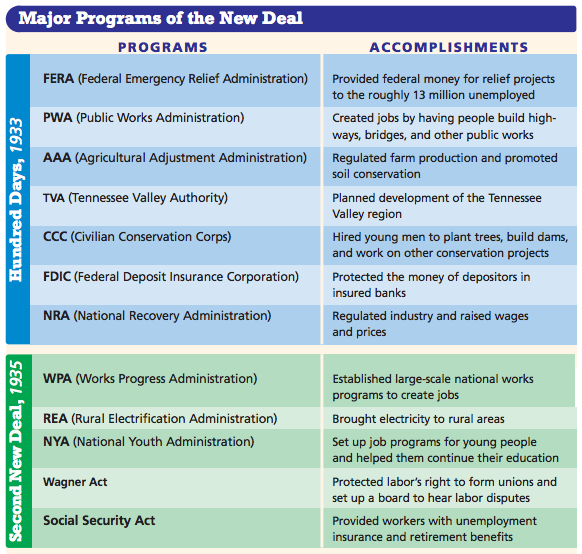 Major Programs of the New Deal
PROGRAMS
ACCOMPLISHMENTS
Hundred Days, 1933
FERA (Federal Emergency Relief Administration)
Provided federal money for relief projects
to the roughly 13 million unemployed
PWA (Public Works Administration)
Created jobs by having people build high-
ways, bridges, and other public works
AAA (Agricultural Adjustment Administration)
Regulated farm production and promoted
soil conservation
TVA (Tennessee Valley Authority)
Planned development of the Tennessee
Valley region
CCC (Civilian Conservation Corps)
Hired young men to plant trees, build dams,
and work on other conservation projects
FDIC (Federal Deposit Insurance Corporation)
Protected the money of depositors in
insured banks
NRA (National Recovery Administration)
Regulated industry and raised wages
and prices
Second New Deal, 1935
WPA (Works Progress Administration)
Established large-scale national works
programs to create jobs
REA (Rural Electrification Administration)
Brought electricity to rural areas
NYA (National Youth Administration)
Set up job programs for young people
and helped them continue their education
Wagner Act
Protected labor's right to form unions and
set up a board to hear labor disputes
Social Security Act
Provided workers with unemployment
insurance and retirement benefits